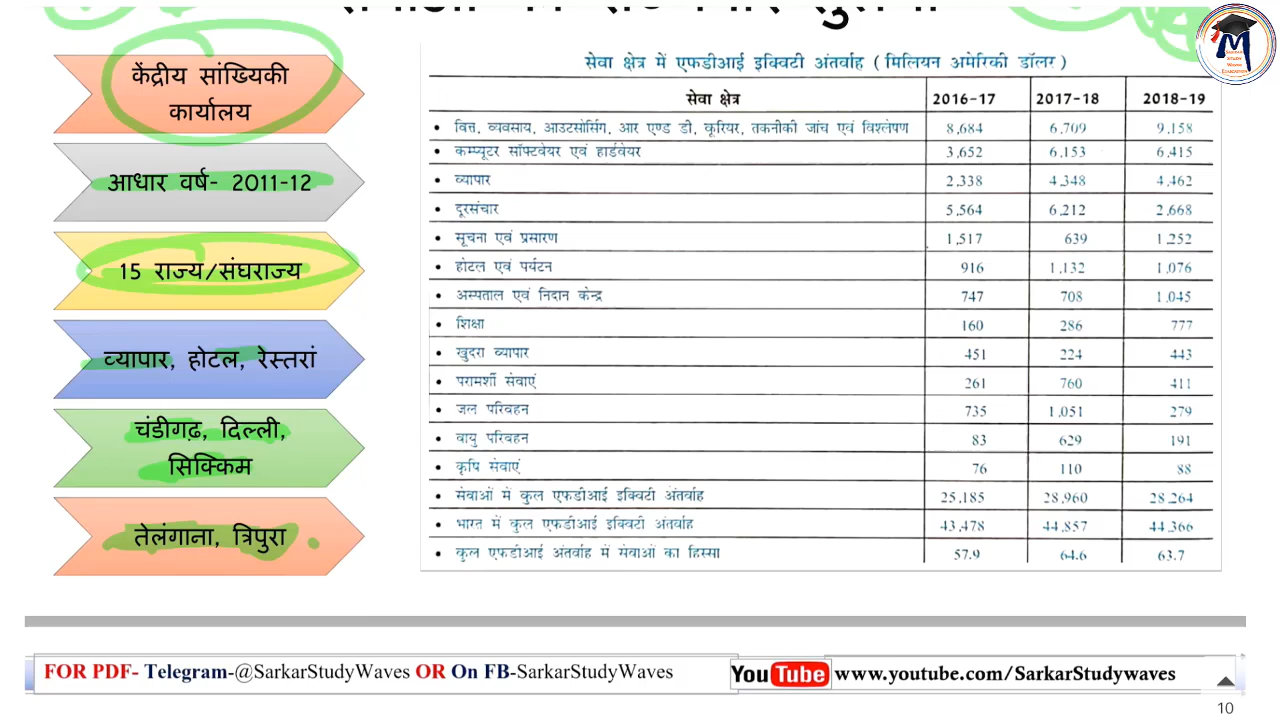 केंद्रीय सांख्यिकी
कार्यालय
आधार वर्ष- 2011-12
15 राज्य/संघराज्य
व्यापार, होटल, रेस्तरां
चंडीगढ़, दिल्ली,
सिक्किम
तेलंगाना, त्रिपुरा
सेवा क्षेत्र में एफडीआई इक्विटी अंतर्वाह (मिलियन अमेरिकी डॉलर)
सेवा क्षेत्र 2016-17 2017-18 2018-19
• वित्त, व्यवसाय, आउटसोर्सिंग, आर एण्ड डी, कूरियर, तकनीकी जांच एवं विश्लेषण 8,684 6,709 9,158
• कम्प्यूटर सॉफ्टवेयर एवं हार्डवेयर 3,652 6,153 6,415
• व्यापार 2,338 4,348 4,462
• दूरसंचार 5,564 6,212 2,668
• सूचना एवं प्रसारण 1,517 639 1,252
• होटल एवं पर्यटन 916 1,132 1,076
• अस्पताल एवं निदान केन्द्र 747 708 1,045
• शिक्षा 160 286 777
• खुदरा व्यापार 451 224 443
• परामर्शी सेवाएं 261 760 411
• जल परिवहन 735 1,051 279
• वायु परिवहन 83 629 191
• कृषि सेवाएं 76 110 88
• सेवाओं में कुल एफडीआई इक्विटी अंतर्वाह 25,185 28,960 28,264
• भारत में कुल एफडीआई इक्विटी अंतर्वाह 43,478 44,857 44,366
• कुल एफडीआई अंतर्वाह में सेवाओं का हिस्सा 57.9 64.6 63.7
SARKAR
STUDY
WAVES
EDUCATION
FOR PDF- Telegram-@SarkarStudyWaves OR On FB-SarkarStudyWaves
YouTube www.youtube.com/SarkarStudywaves
10